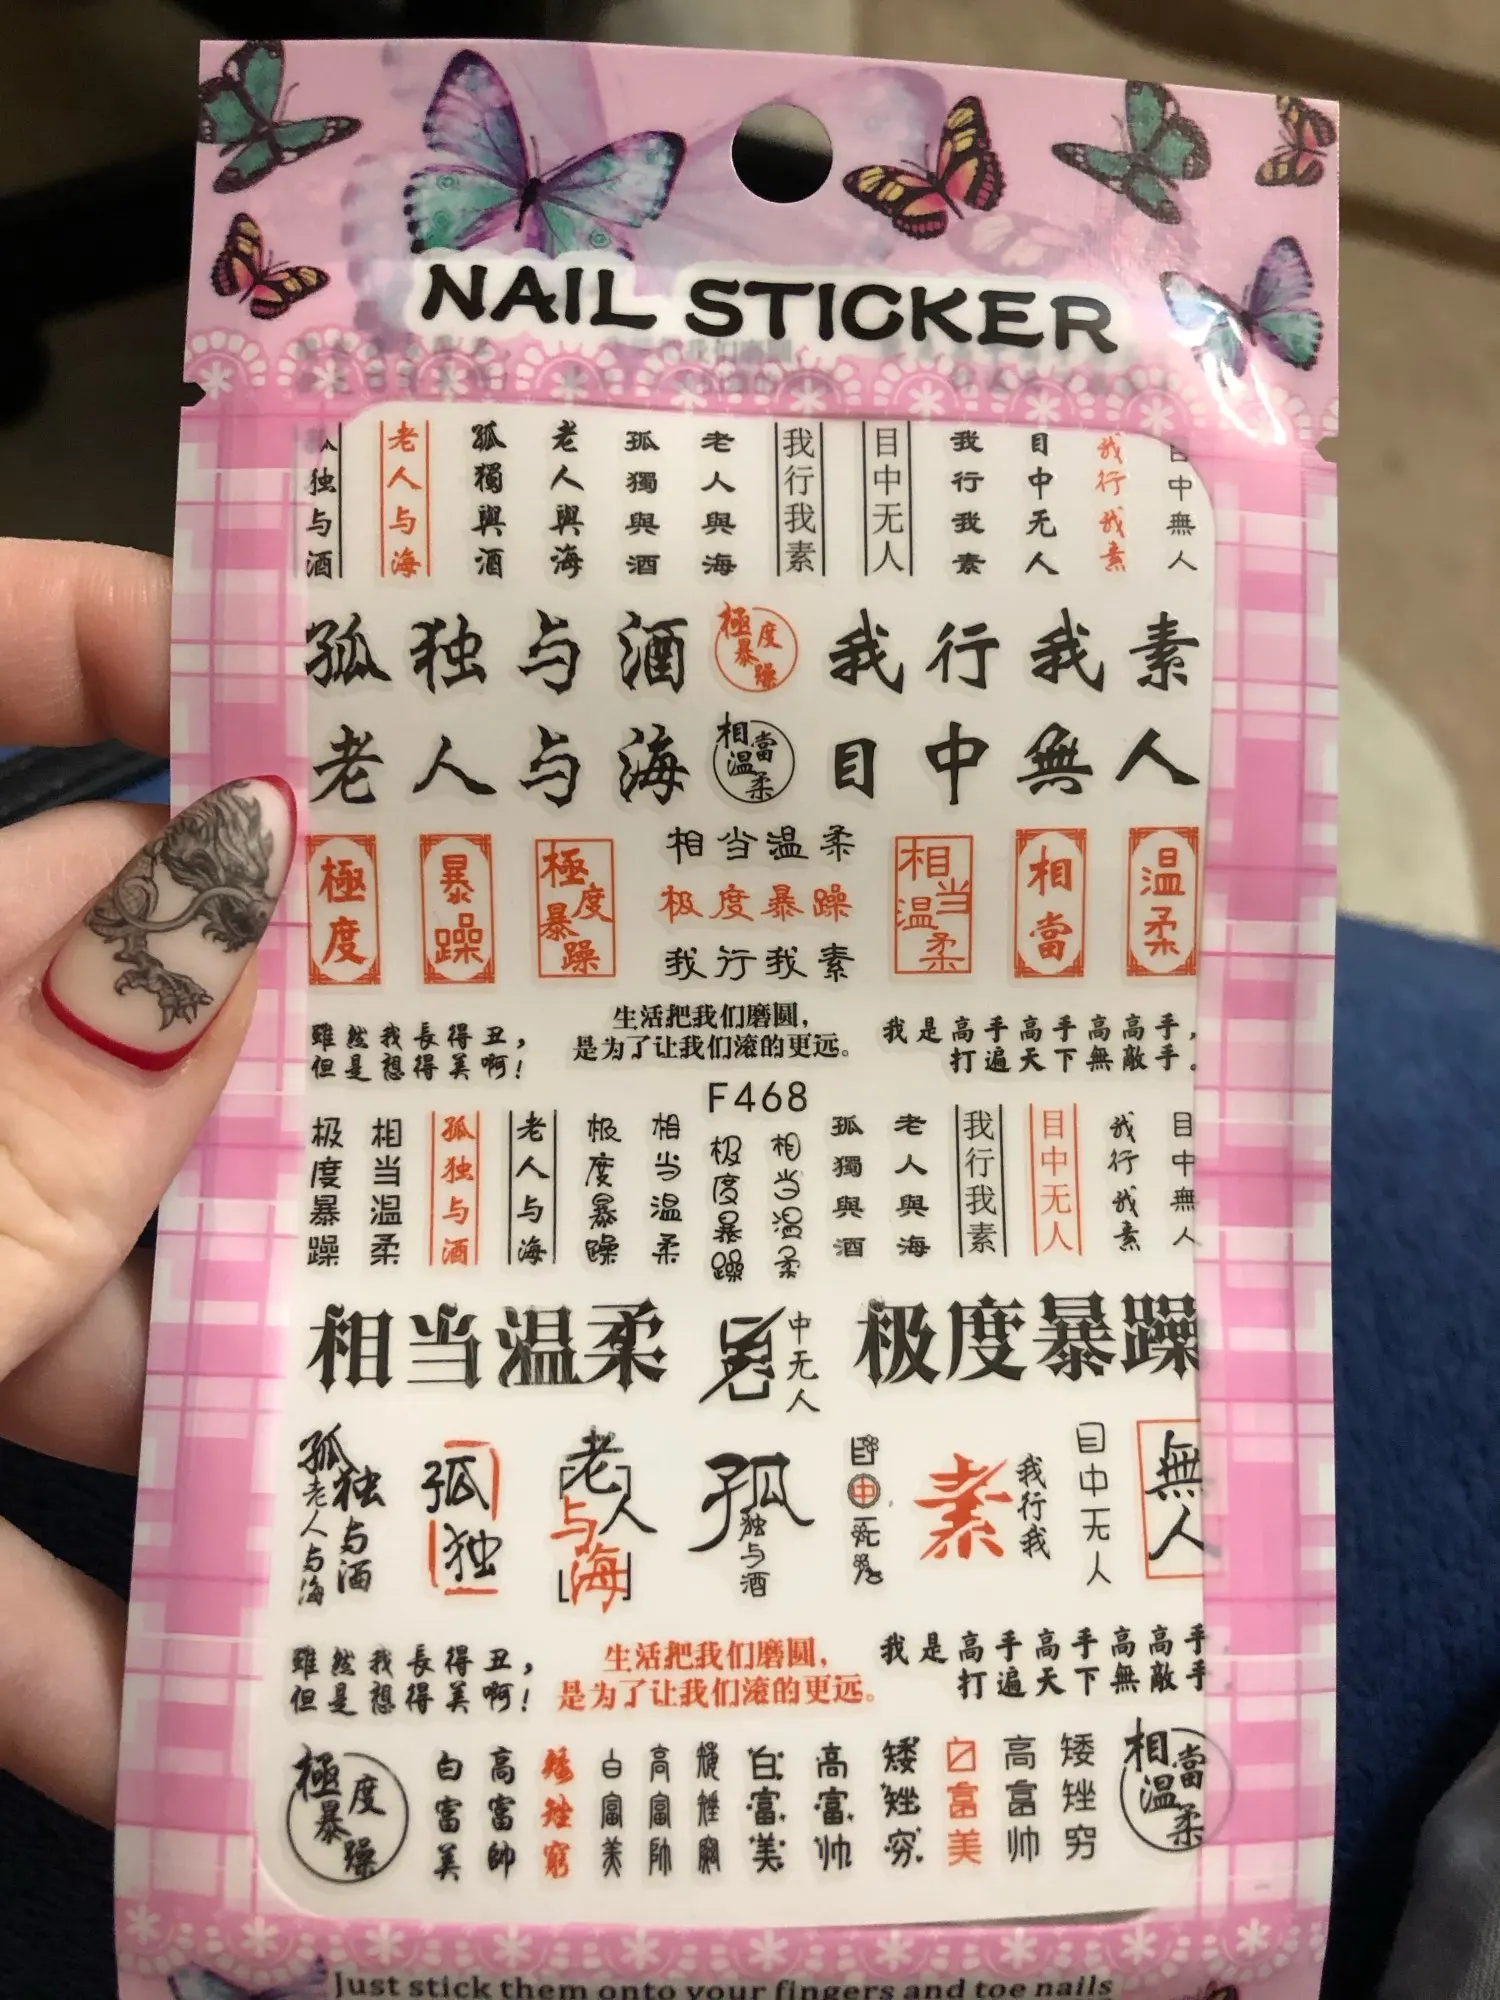 NAIL STICKER
孤独与酒
老人与海
孤獨與酒
老人與海
孤獨與酒
老人與海
我行我素
目中无人
我行我素
目中无人
我行我素
目中無人
孤独与酒
極度暴躁
我行我素
老人与海
相當温柔
目中無人
極度
暴躁
極度暴躁
相当温柔
极度暴躁
我行我素
相当温柔
相當
温柔
雖然我長得丑，
但是想得美啊！
生活把我们磨圆，
是为了让我们滚的更远。
我是高手高手高高手，
打遍天下無敵手。
F468
极度暴躁
相当温柔
孤独与酒
老人与海
极度暴躁
相当温柔
极度暴躁
相当温柔
孤獨與酒
老人與海
我行我素
目中无人
我行我素
目中無人
相当温柔
中无人
极度暴躁
孤独与酒
老人与海
孤独
老人与海
孤独与酒
目中无人
素
我行我
目中无人
無人
雖然我長得丑，
但是想得美啊！
生活把我们磨圆，
是为了让我们滚的更远。
我是高手高手高高手
打遍天下無敵手
極度暴躁
白富美
高富帥
矮矬窮
白富美
高富帥
矮矬窮
白富美
高富帅
矮矬穷
白富美
高富帅
矮矬穷
相當温柔
Just stick them onto your fingers and toe nails